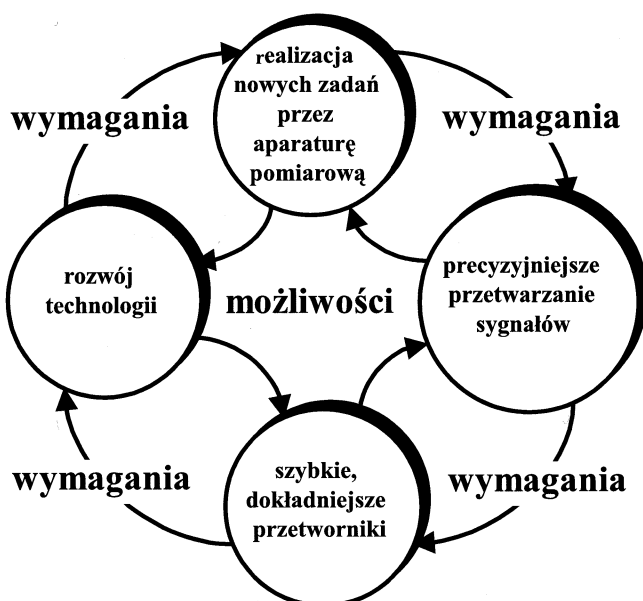 realizacja
nowych zadań
przez
aparaturę
pomiarową
wymagania
wymagania
rozwój
technologii
możliwości
precyzyjniejsze
przetwarzanie
sygnałów
wymagania
szybkie,
dokładniejsze
przetworniki
wymagania